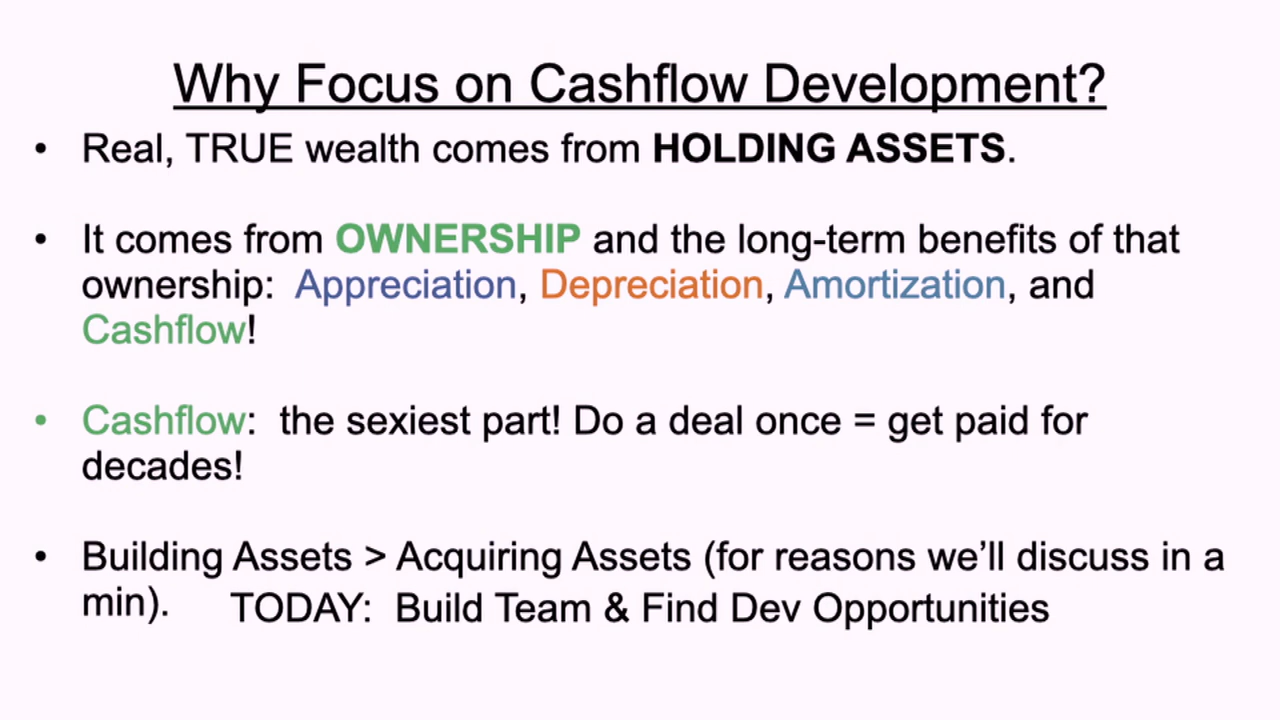 Why Focus on Cashflow Development?
• Real, TRUE wealth comes from HOLDING ASSETS.
• It comes from OWNERSHIP and the long-term benefits of that
ownership: Appreciation, Depreciation, Amortization, and
Cashflow!
• Cashflow: the sexiest part! Do a deal once = get paid for
decades!
• Building Assets > Acquiring Assets (for reasons we’ll discuss in a
min). TODAY: Build Team & Find Dev Opportunities